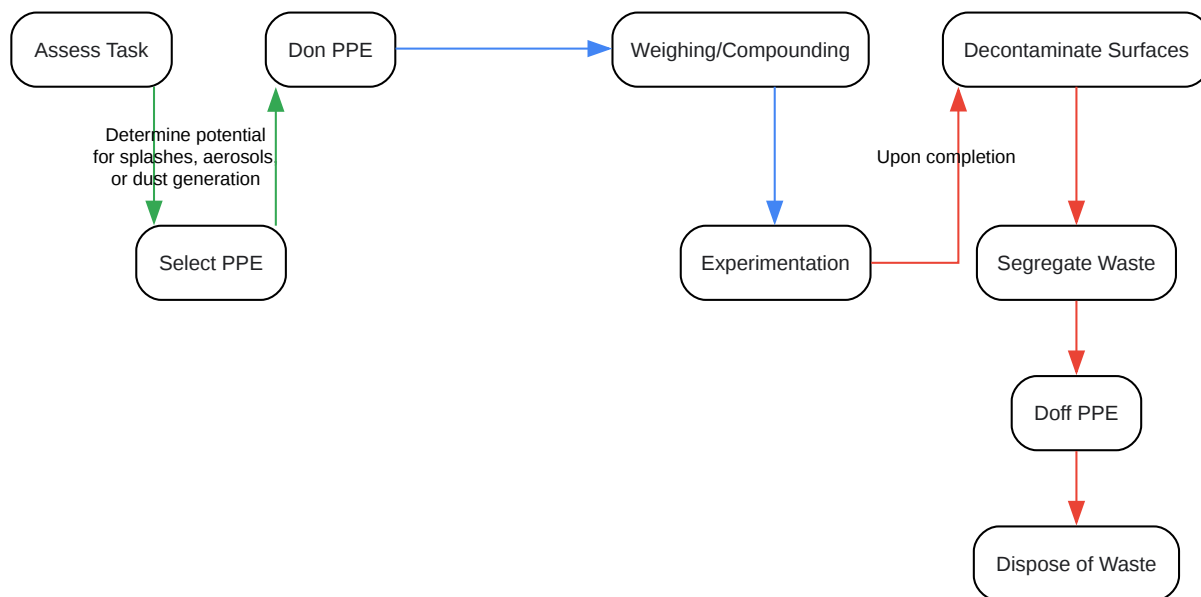 Assess Task
Don PPE
Weighing/Compounding
Decontaminate Surfaces
Determine potential
for splashes, aerosols,
or dust generation
Upon completion
Select PPE
Experimentation
Segregate Waste
Doff PPE
Dispose of Waste